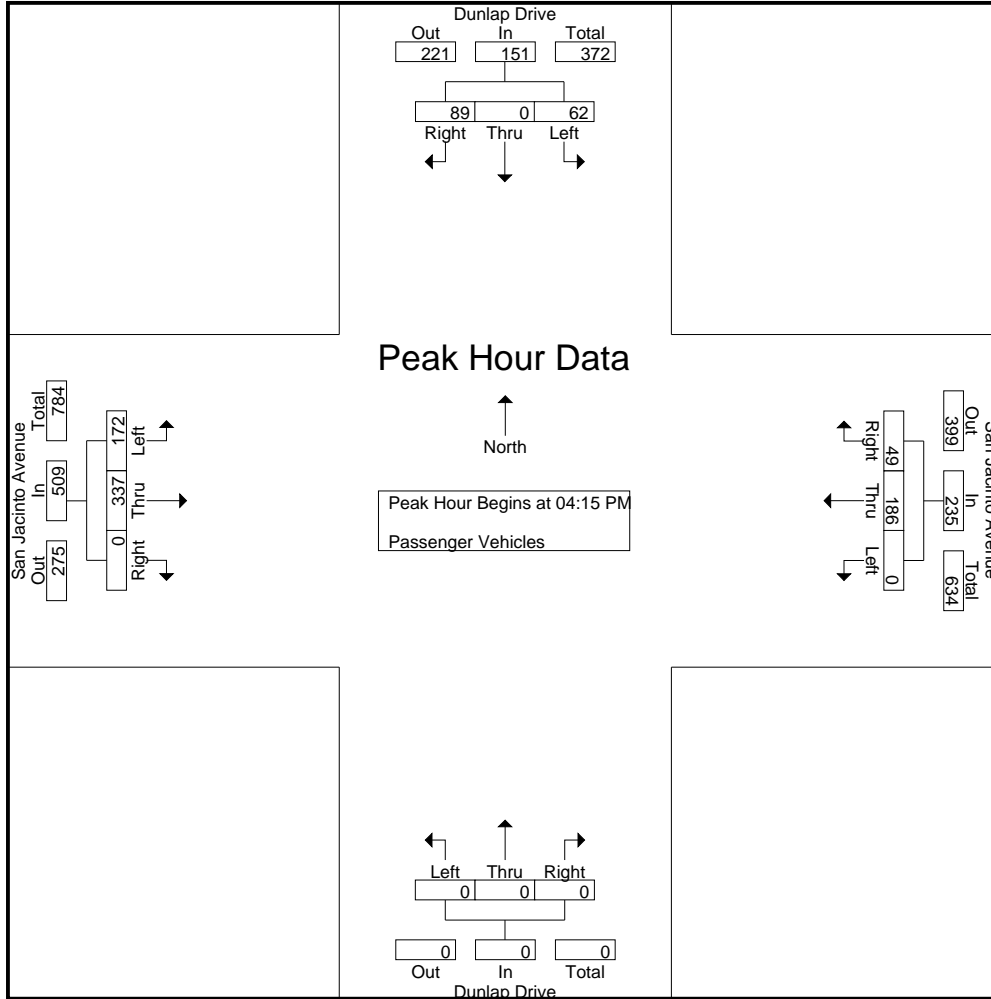 Dunlap Drive
Out In Total
221 151 372
89 0 62
Right Thru Left
Peak Hour Data
North
Peak Hour Begins at 04:15 PM
Passenger Vehicles
San Jacinto Avenue
Total In Out
784 509 275
172 337 0
Left Thru Right
San Jacinto Avenue
Out In Total
399 235 634
49 186 0
Right Thru Left
Left Thru Right
0 0 0
0 0 0
Out In Total
Dunlap Drive